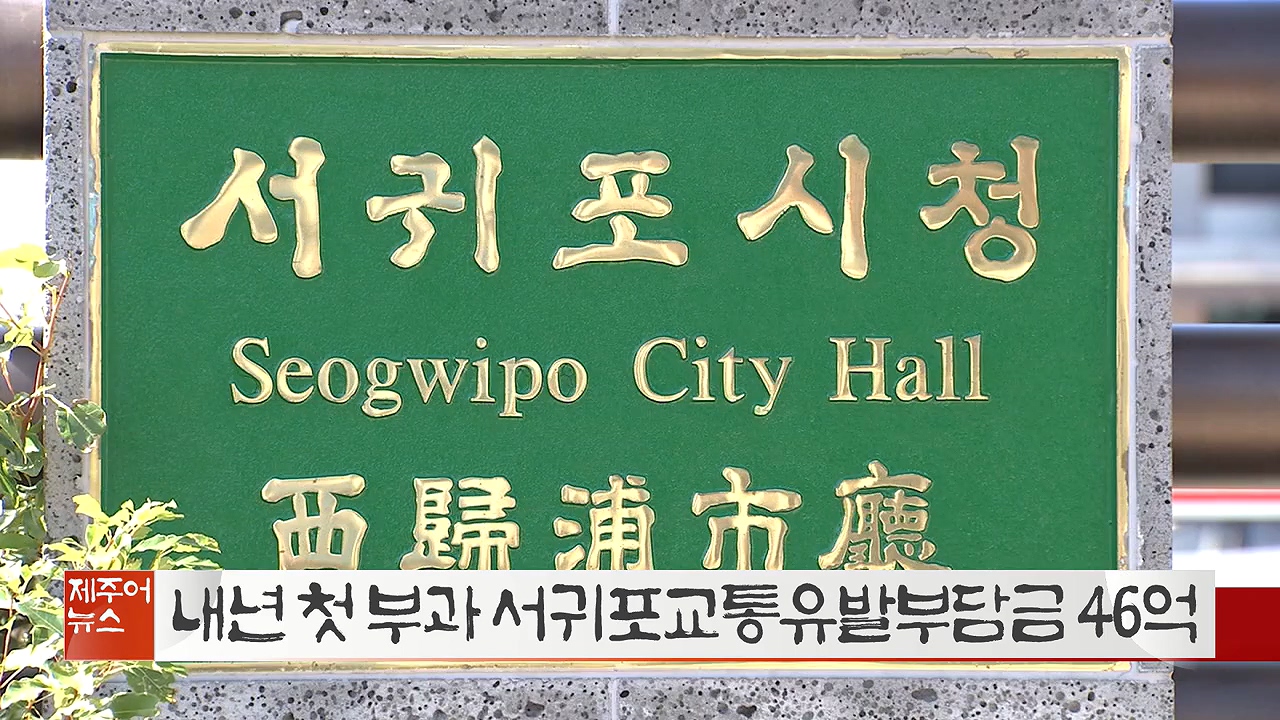 서귀포시청
Seogwipo City Hall
西歸浦市廳
제주어
뉴스
내년 첫 부과 서귀포교통유발부담금 46억